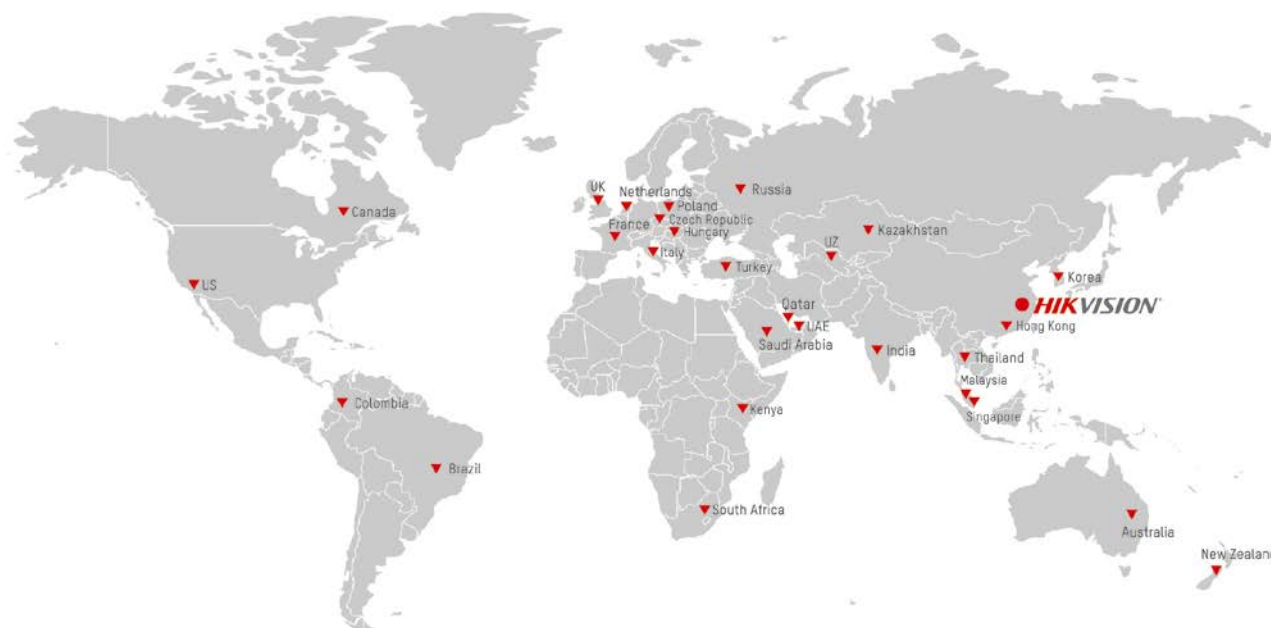 UK
Netherlands
Russia
Canada
Poland
Czech Republic
France
Hungary
Kazakhstan
UZ
Italy
Turkey
Korea
US
HIKVISION
Qatar
UAE
Hong Kong
Saudi Arabia
India
Thailand
Malaysia
Colombia
Kenya
Singapore
Brazil
South Africa
Australia
New Zealand